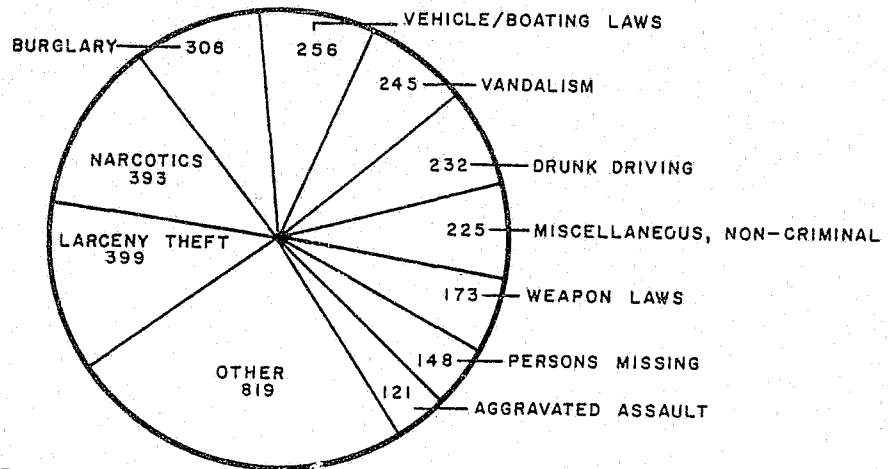 VEHICLE/BOATING LAWS
256
BURGLARY
306
245
VANDALISM
NARCOTICS
393
232
DRUNK DRIVING
LARCENY THEFT
399
225
MISCELLANEOUS, NON-CRIMINAL
173
WEAPON LAWS
148
PERSONS MISSING
OTHER
819
121
AGGRAVATED ASSAULT